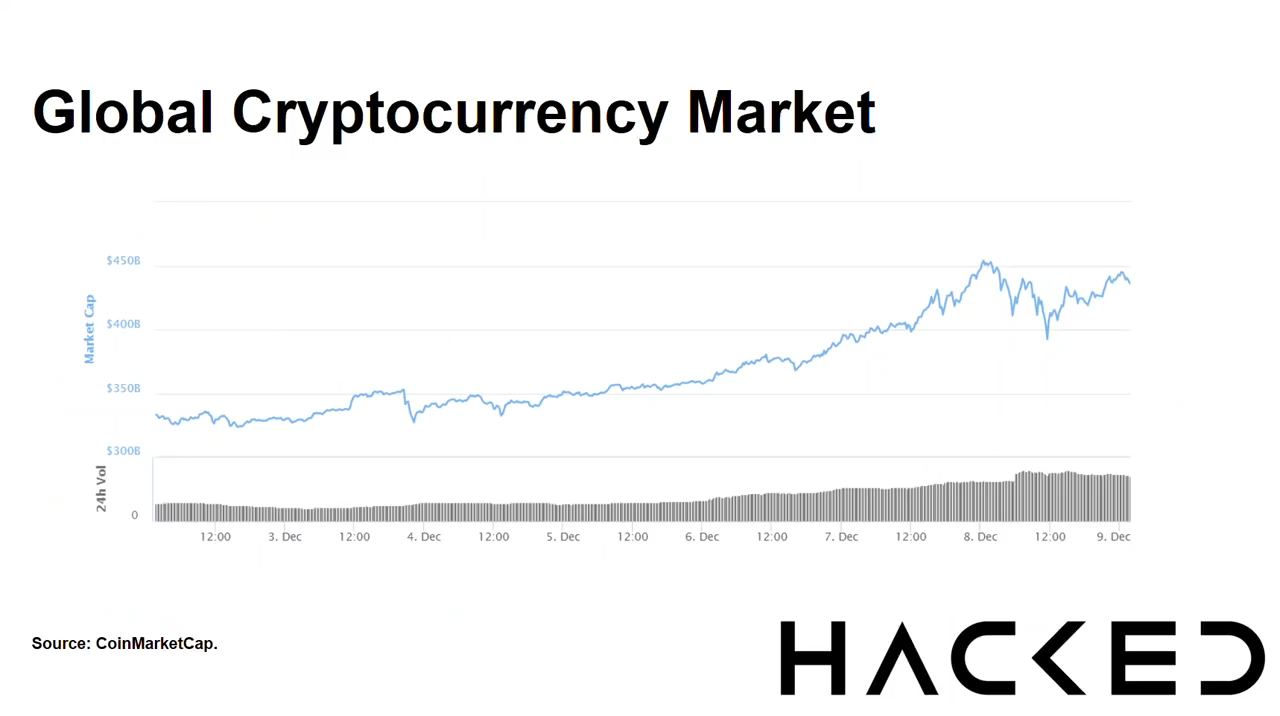 Global Cryptocurrency Market
$450B
$400B
$350B
$300B
0
Market Cap
24h Vol
12:00 3. Dec 12:00 4. Dec 12:00 5. Dec 12:00 6. Dec 12:00 7. Dec 12:00 8. Dec 12:00 9. Dec
Source: CoinMarketCap.
HACKED